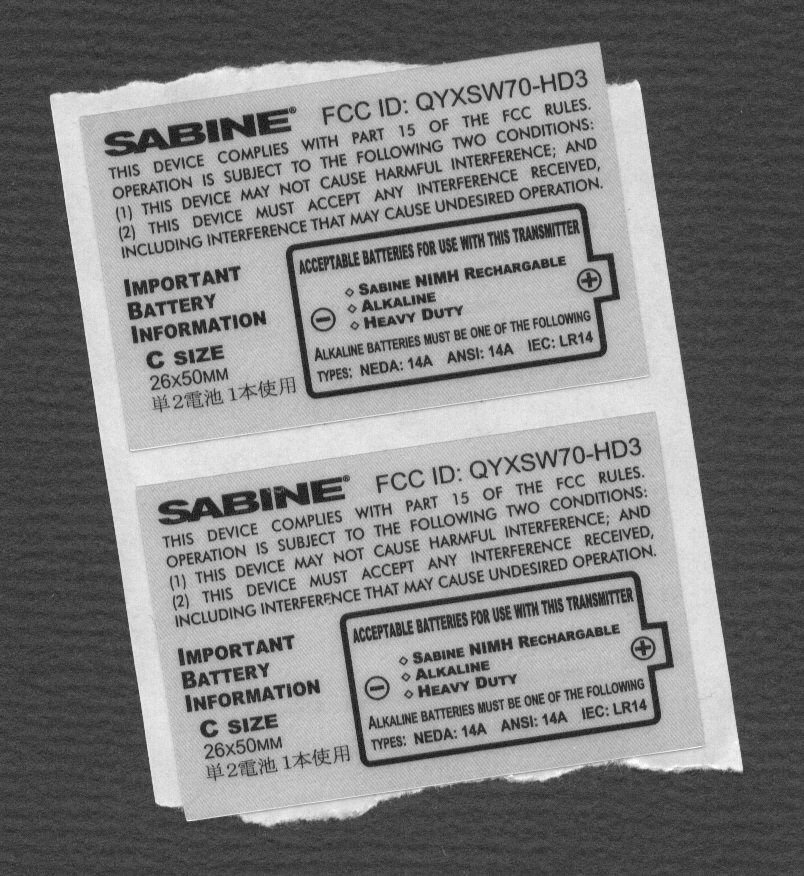 SABINE® FCC ID: QYXSW70-HD3
THIS DEVICE COMPLIES WITH PART 15 OF THE FCC RULES.
OPERATION IS SUBJECT TO THE FOLLOWING TWO CONDITIONS:
(1) THIS DEVICE MAY NOT CAUSE HARMFUL INTERFERENCE; AND
(2) THIS DEVICE MUST ACCEPT ANY INTERFERENCE RECEIVED,
INCLUDING INTERFERENCE THAT MAY CAUSE UNDESIRED OPERATION.
IMPORTANT
BATTERY
INFORMATION
C SIZE
26X50MM
単2電池 1本使用
ACCEPTABLE BATTERIES FOR USE WITH THIS TRANSMITTER
◇ SABINE NIMH RECHARGABLE
◇ ALKALINE
◇ HEAVY DUTY
− +
ALKALINE BATTERIES MUST BE ONE OF THE FOLLOWING
TYPES: NEDA: 14A ANSI: 14A IEC: LR14
SABINE® FCC ID: QYXSW70-HD3
THIS DEVICE COMPLIES WITH PART 15 OF THE FCC RULES.
OPERATION IS SUBJECT TO THE FOLLOWING TWO CONDITIONS:
(1) THIS DEVICE MAY NOT CAUSE HARMFUL INTERFERENCE; AND
(2) THIS DEVICE MUST ACCEPT ANY INTERFERENCE RECEIVED,
INCLUDING INTERFERENCE THAT MAY CAUSE UNDESIRED OPERATION.
IMPORTANT
BATTERY
INFORMATION
C SIZE
26X50MM
単2電池 1本使用
ACCEPTABLE BATTERIES FOR USE WITH THIS TRANSMITTER
◇ SABINE NIMH RECHARGABLE
◇ ALKALINE
◇ HEAVY DUTY
− +
ALKALINE BATTERIES MUST BE ONE OF THE FOLLOWING
TYPES: NEDA: 14A ANSI: 14A IEC: LR14